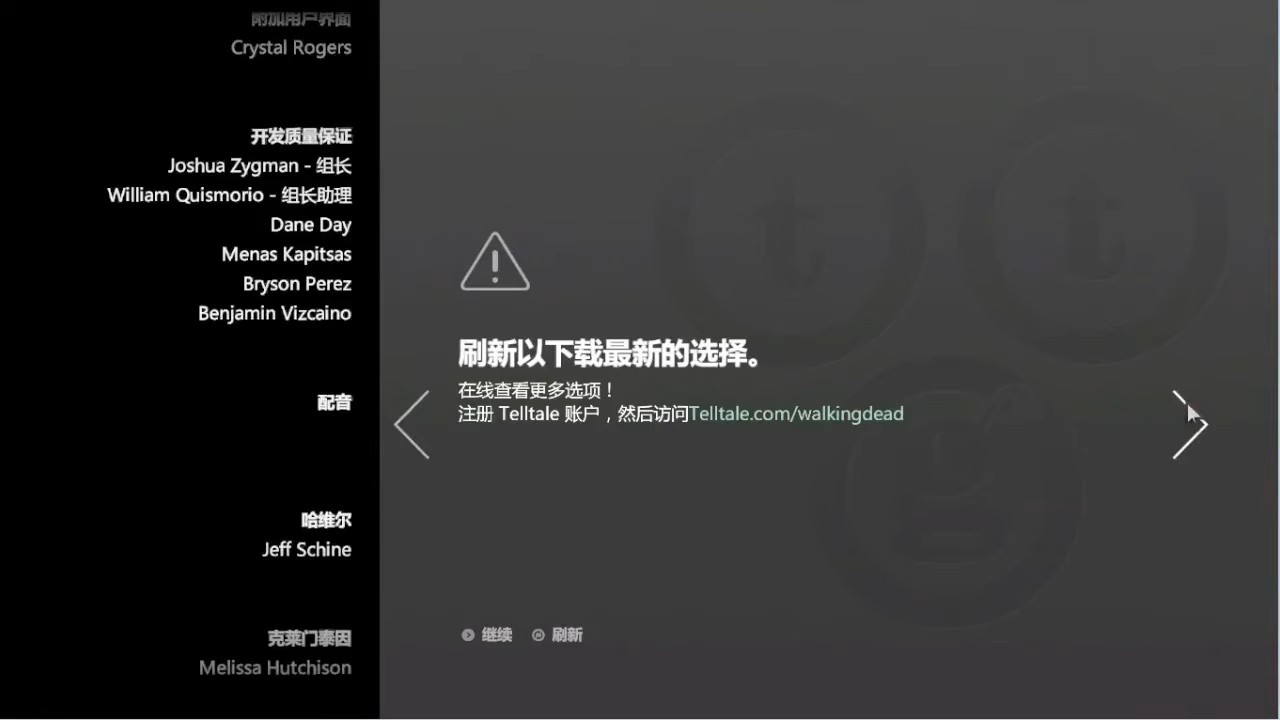 附加用户界面
Crystal Rogers
开发质量保证
Joshua Zygman - 组长
William Quismorio - 组长助理
Dane Day
Menas Kapitsas
Bryson Perez
Benjamin Vizcaino
配音
哈维尔
Jeff Schine
克莱门泰因
Melissa Hutchison
刷新以下载最新的选择。
在线查看更多选项！
注册 Telltale 账户，然后访问Telltale.com/walkingdead
继续 刷新